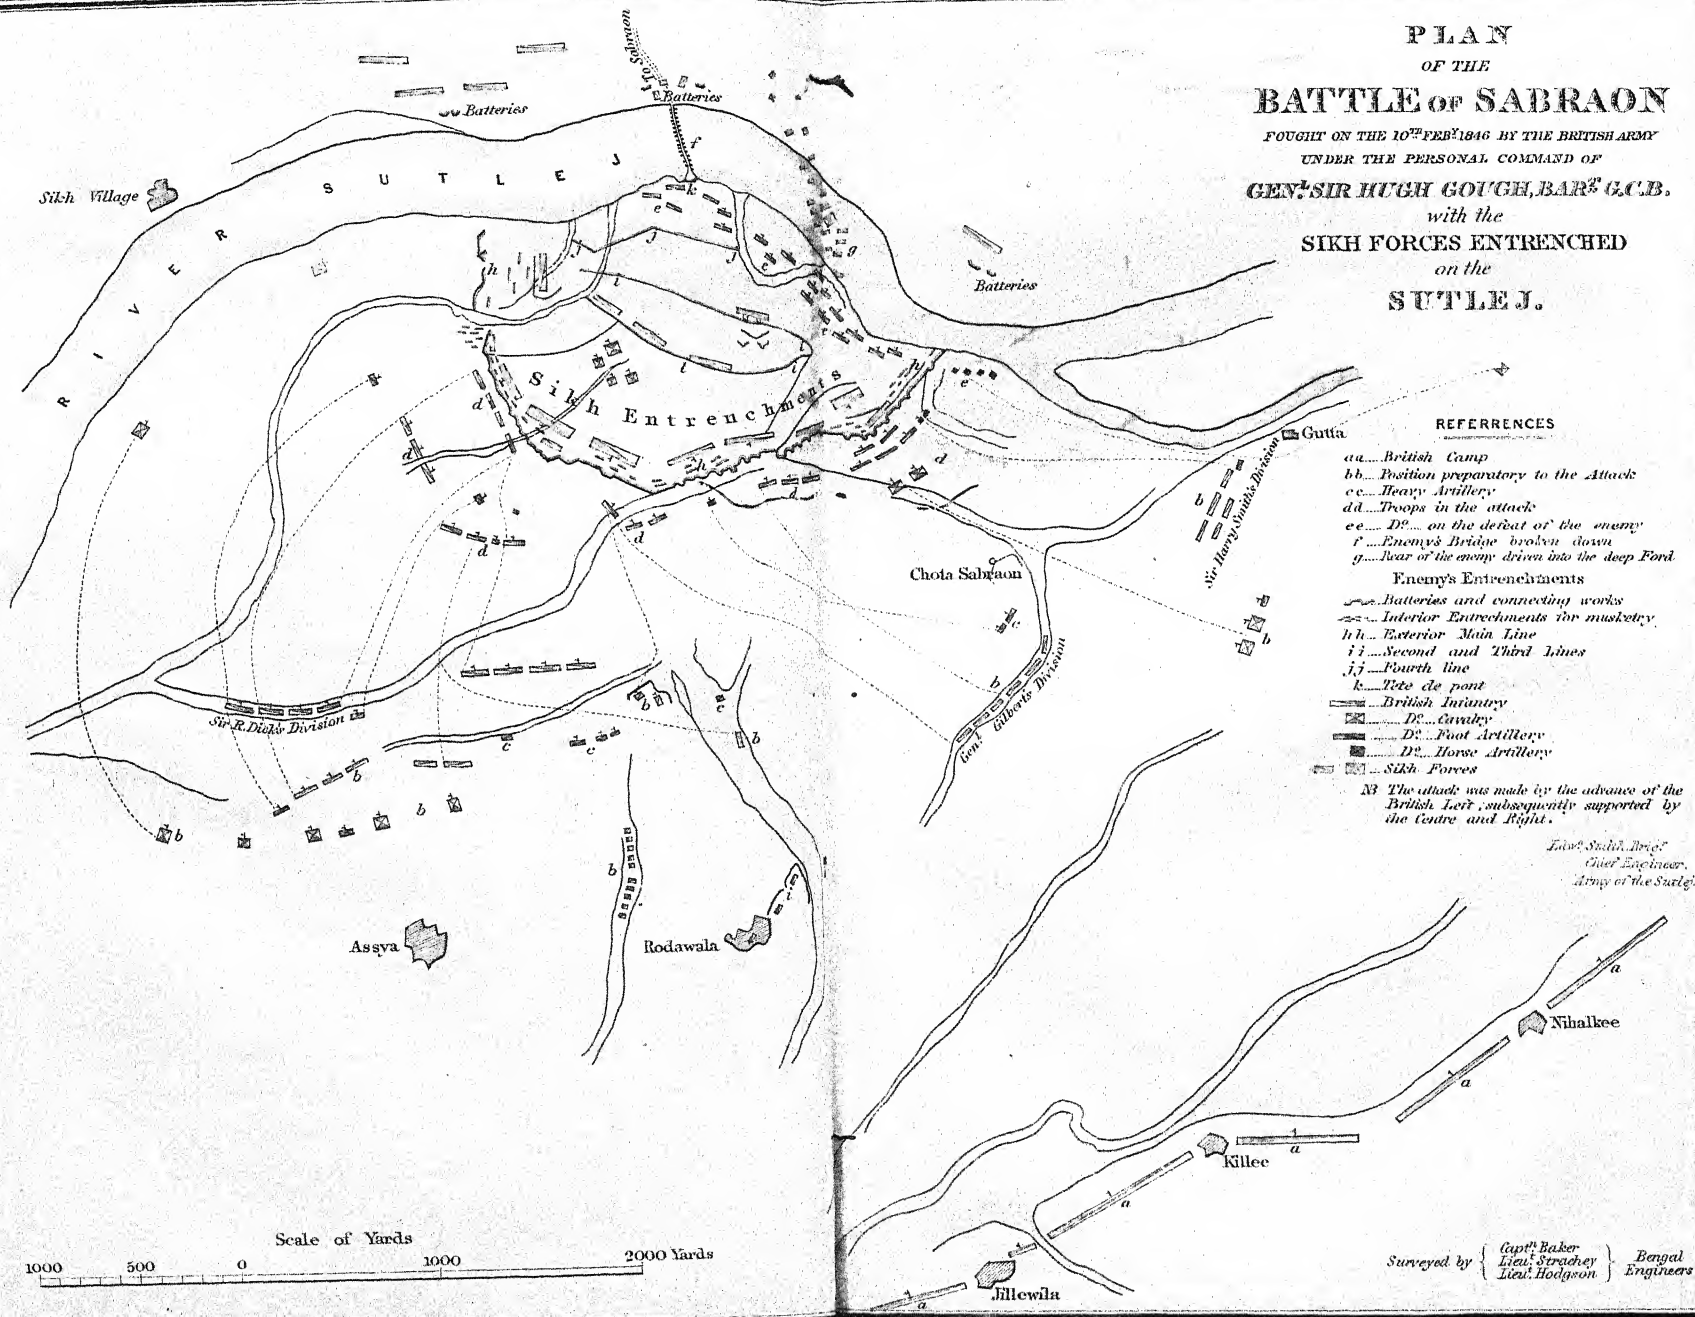 PLAN
OF THE
BATTLE OF SABRAON
FOUGHT ON THE 10TH FEBY. 1846 BY THE BRITISH ARMY
UNDER THE PERSONAL COMMAND OF
GENL. SIR HUGH GOUGH, BART. G.C.B.
with the
SIKH FORCES ENTRENCHED
on the
SUTLEJ.
REFERRENCES
aa....British Camp
bb....Position preparatory to the Attack
cc....Heavy Artillery
dd....Troops in the attack
ee.... Do.... on the defeat of the enemy
f....Enemy's Bridge broken down
g....Rear of the enemy driven into the deep Ford
Enemy's Entrenchments
Batteries and connecting works
Interior Entrechments for musketry
hh....Exterior Main Line
ii....Second and Third Lines
jj....Fourth line
k....Tete de pont
British Infantry
Do....Cavalry
Do....Foot Artillery
Do....Horse Artillery
Sikh Forces
NB The attack was made by the advance of the
British Left, subsequently supported by
the Centre and Right.
Smith, Brigr.
Chief Engineer,
Army of the Sutlej
To Sabraon
Batteries
Batteries
f
Sikh Village
RIVER SUTLEJ
k
e
j
j
j
g
e
h
i
Batteries
i
i
i
Sikh Entrenchments
h
e
d
d
h
d
d
d
d
Gutta
b
Sir Harry Smith's Division
Chota Sabraon
c
b
b
Genl. Gilbert's Division
Sir R. Dick's Division
b
c
b
c
c
b
b
b
b
Assya
Rodawala
a
Nihalkee
a
Killee
a
a
Jillewila
a
Scale of Yards
1000 500 0 1000 2000 Yards
Surveyed by { Captn. Baker
Lieut. Strachey
Lieut. Hodgson } Bengal
Engineers